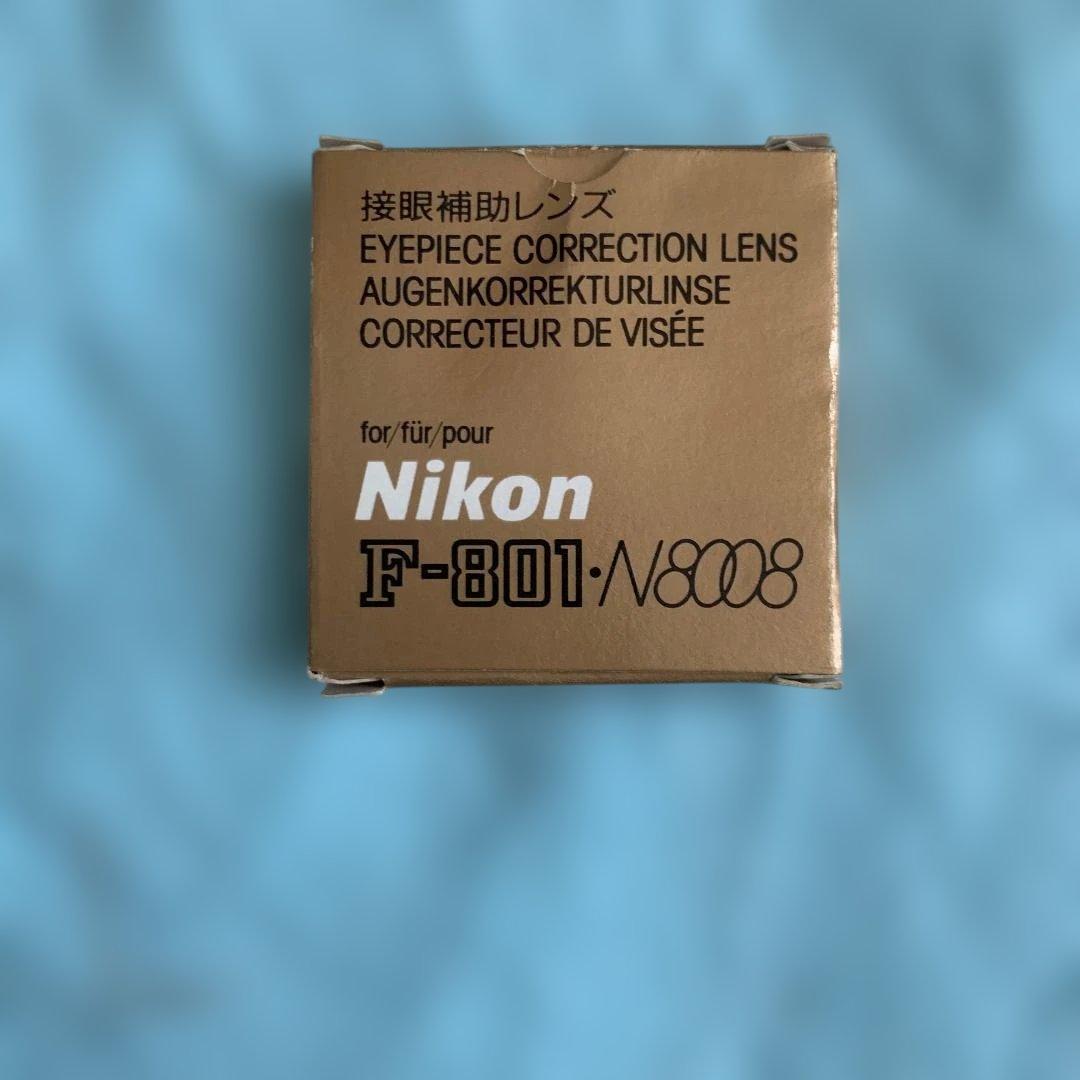 接眼補助レンズ
EYEPIECE CORRECTION LENS
AUGENKORREKTURLINSE
CORRECTEUR DE VISÉE
for/für/pour
Nikon
F-801·N8008